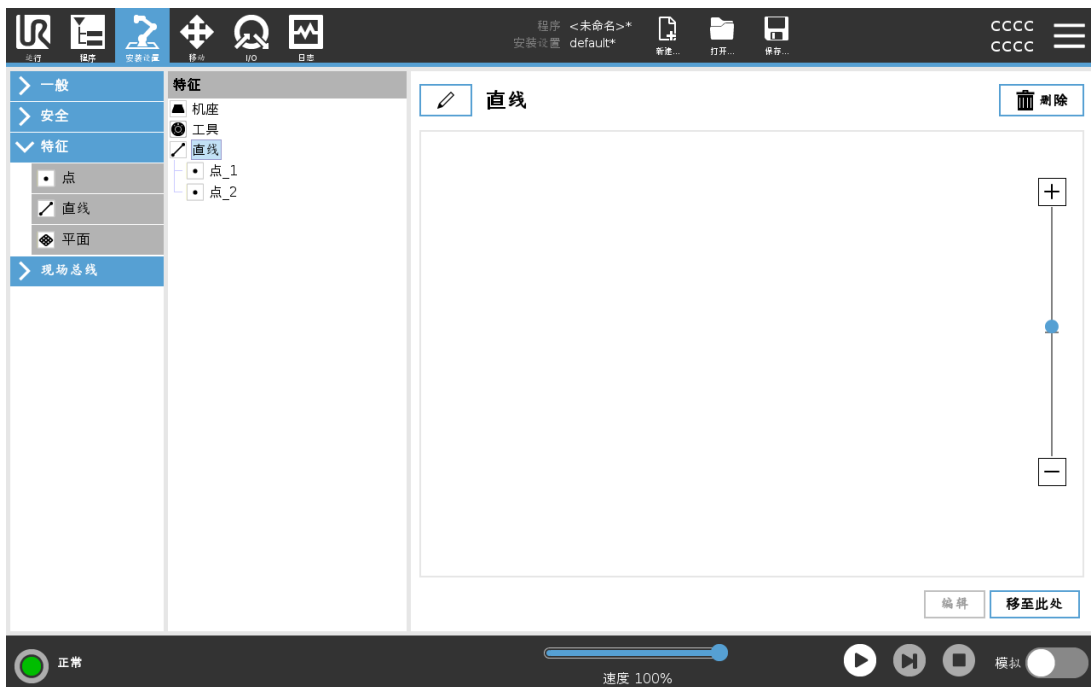 UR
运行
程序
安装设置
移动
I/O
日志
程序 <未命名>*
安装设置 default*
新建...
打开...
保存...
CCCC
CCCC
一般
安全
特征
点
直线
平面
现场总线
特征
机座
工具
直线
点_1
点_2
直线
删除
+
−
编辑
移至此处
正常
速度 100%
模拟